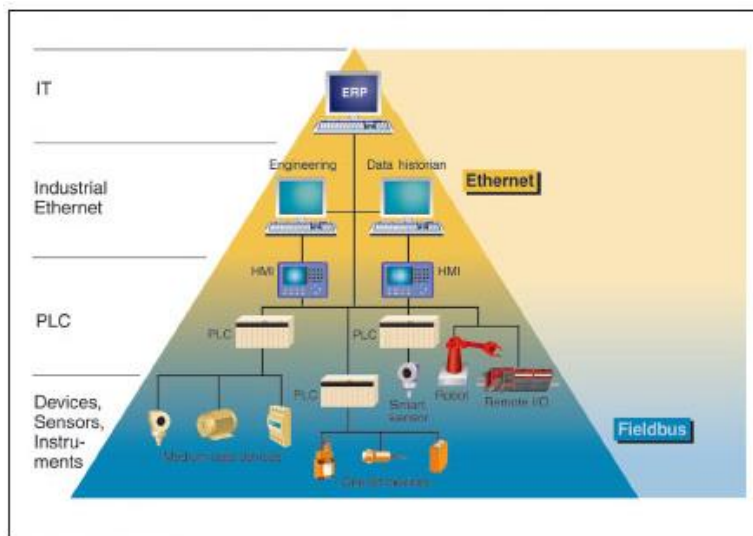 IT
ERP
Engineering
Data historian
Ethernet
Industrial
Ethernet
HMI
HMI
PLC
PLC
PLC
PLC
Smart
sensor
Robot
Remote I/O
Devices,
Sensors,
Instru-
ments
Fieldbus